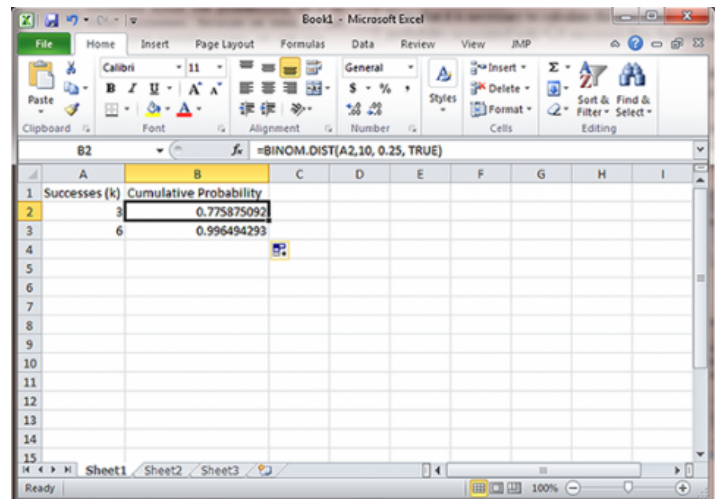 Book1 - Microsoft Excel
File Home Insert Page Layout Formulas Data Review View JMP
Paste
Calibri 11
B I U A A
A
General
$ % ,
.00 .0
Styles
Insert
Delete
Format
Σ
Sort & Filter
Find & Select
Clipboard Font Alignment Number Cells Editing
B2 fx =BINOM.DIST(A2,10, 0.25, TRUE)
A B C D E F G H I
1 Successes (k) Cumulative Probability
2 3 0.775875092
3 6 0.996494293
4
5
6
7
8
9
10
11
12
13
14
15
Sheet1 Sheet2 Sheet3
Ready 100%